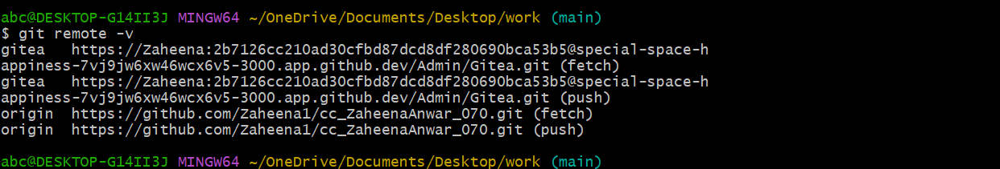 abc@DESKTOP-G14II3J MINGW64 ~/OneDrive/Documents/Desktop/work (main)
$ git remote -v
gitea   https://Zaheena:2b7126cc210ad30cfbd87dcd8df280690bca53b5@special-space-h
appiness-7vj9jw6xw46wcx6v5-3000.app.github.dev/Admin/Gitea.git (fetch)
gitea   https://Zaheena:2b7126cc210ad30cfbd87dcd8df280690bca53b5@special-space-h
appiness-7vj9jw6xw46wcx6v5-3000.app.github.dev/Admin/Gitea.git (push)
origin  https://github.com/Zaheena1/cc_ZaheenaAnwar_070.git (fetch)
origin  https://github.com/Zaheena1/cc_ZaheenaAnwar_070.git (push)
abc@DESKTOP-G14II3J MINGW64 ~/OneDrive/Documents/Desktop/work (main)